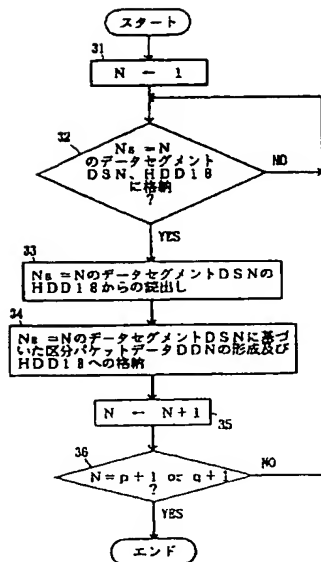 スタート
31
N ← 1
32
Ns=N
のデータセグメント
DSN、HDD18
に格納
?
NO
YES
33
Ns=NのデータセグメントDSNの
HDD18からの読出し
34
Ns=NのデータセグメントDSNに基づ
いた区分パケットデータDDNの形成及び
HDD18への格納
N ← N+1
35
36
N=p+1 or q+1
?
NO
YES
エンド